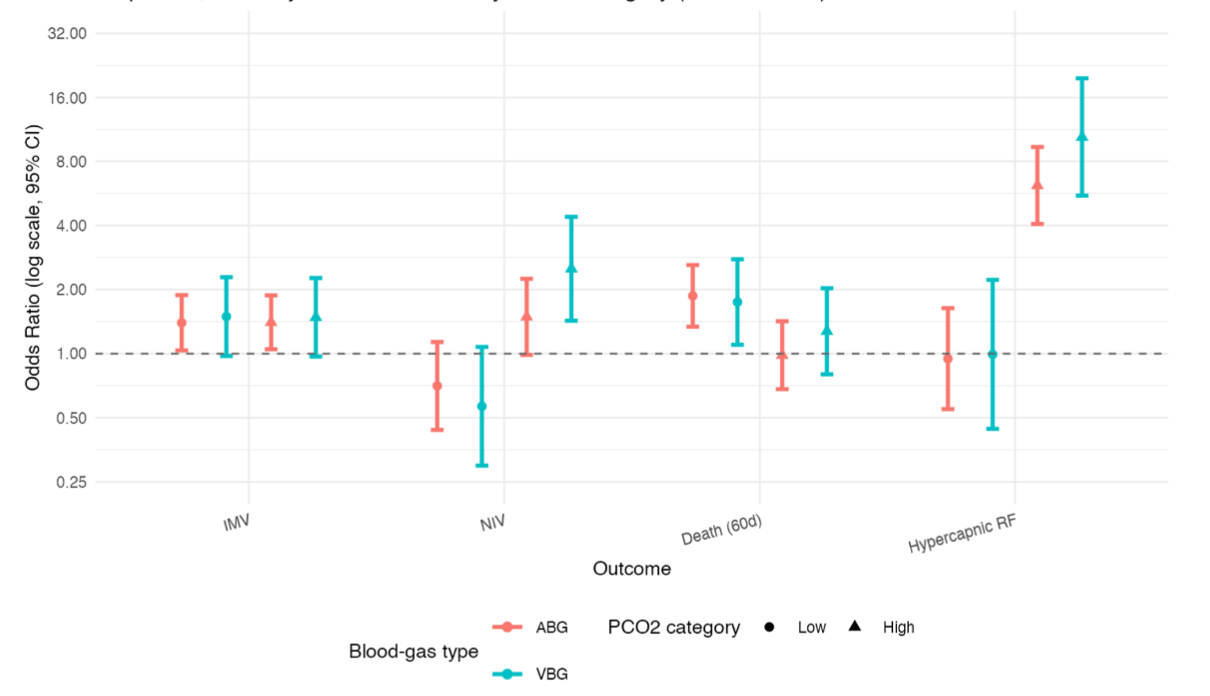 32.00
16.00
8.00
4.00
2.00
1.00
0.50
0.25
Odds Ratio (log scale, 95% CI)
IMV
NIV
Death (60d)
Hypercapnic RF
Outcome
Blood-gas type
ABG
VBG
PCO2 category
Low
High